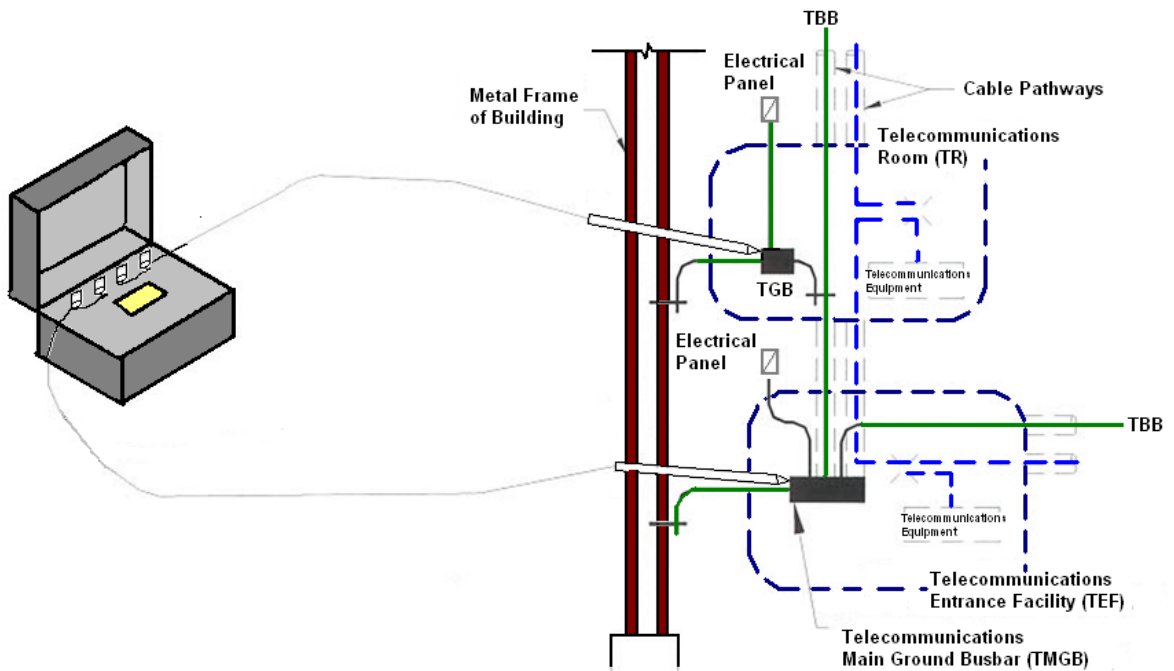 TBB
Electrical
Panel
Cable Pathways
Metal Frame
of Building
Telecommunications
Room (TR)
Telecommunications
Equipment
TGB
Electrical
Panel
TBB
Telecommunications
Equipment
Telecommunications
Entrance Facility (TEF)
Telecommunications
Main Ground Busbar (TMGB)